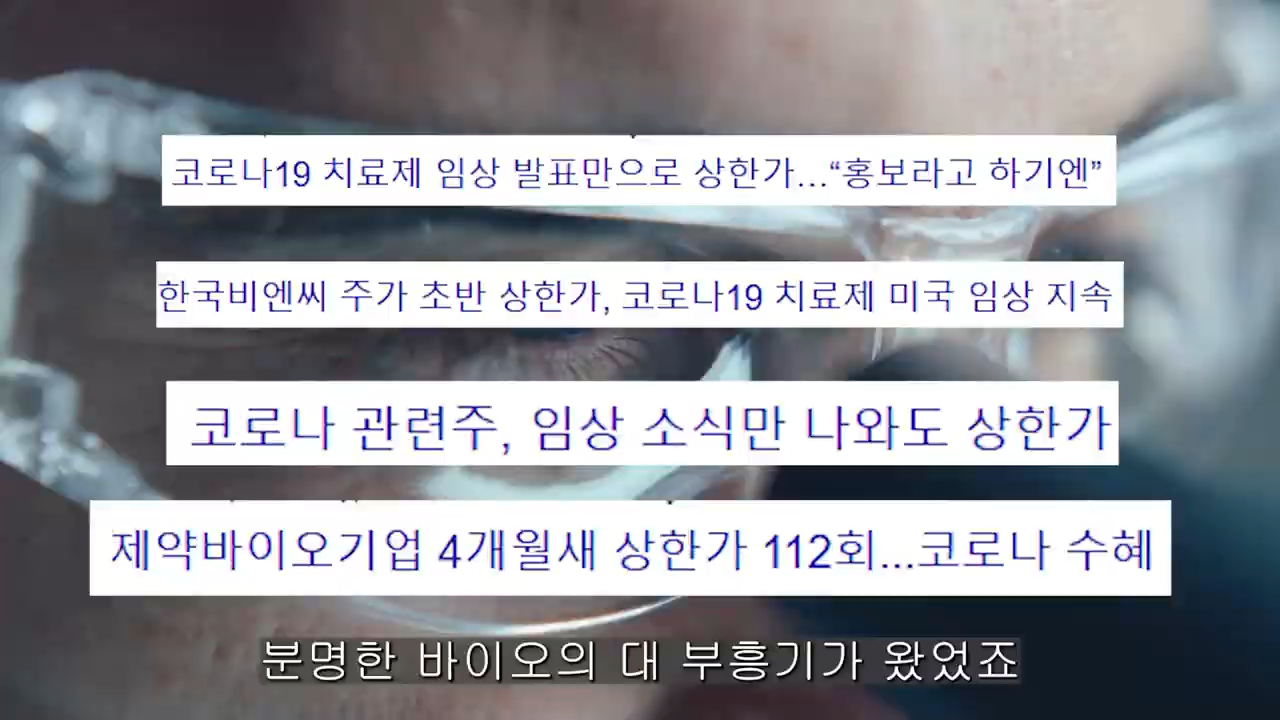 코로나19 치료제 임상 발표만으로 상한가...“홍보라고 하기엔”
한국비엔씨 주가 초반 상한가, 코로나19 치료제 미국 임상 지속
코로나 관련주, 임상 소식만 나와도 상한가
제약바이오기업 4개월새 상한가 112회...코로나 수혜
분명한 바이오의 대 부흥기가 왔었죠